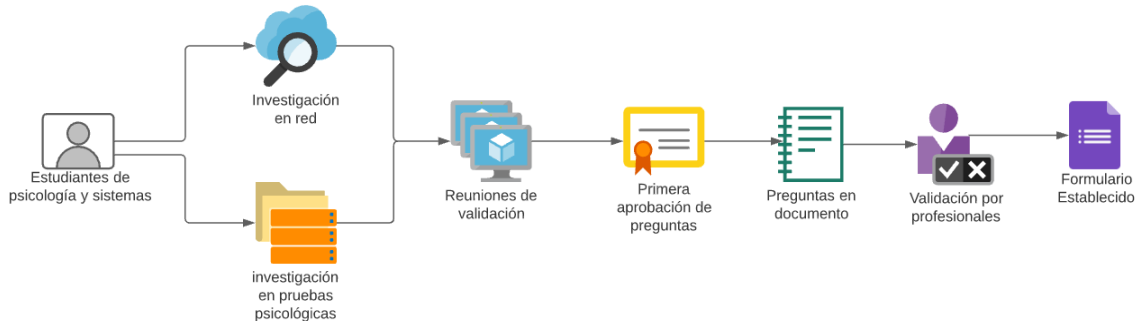 Investigación
en red
Estudiantes de
psicología y sistemas
investigación
en pruebas
psicológicas
Reuniones de
validación
Primera
aprobación de
preguntas
Preguntas en
documento
Validación por
profesionales
Formulario
Establecido